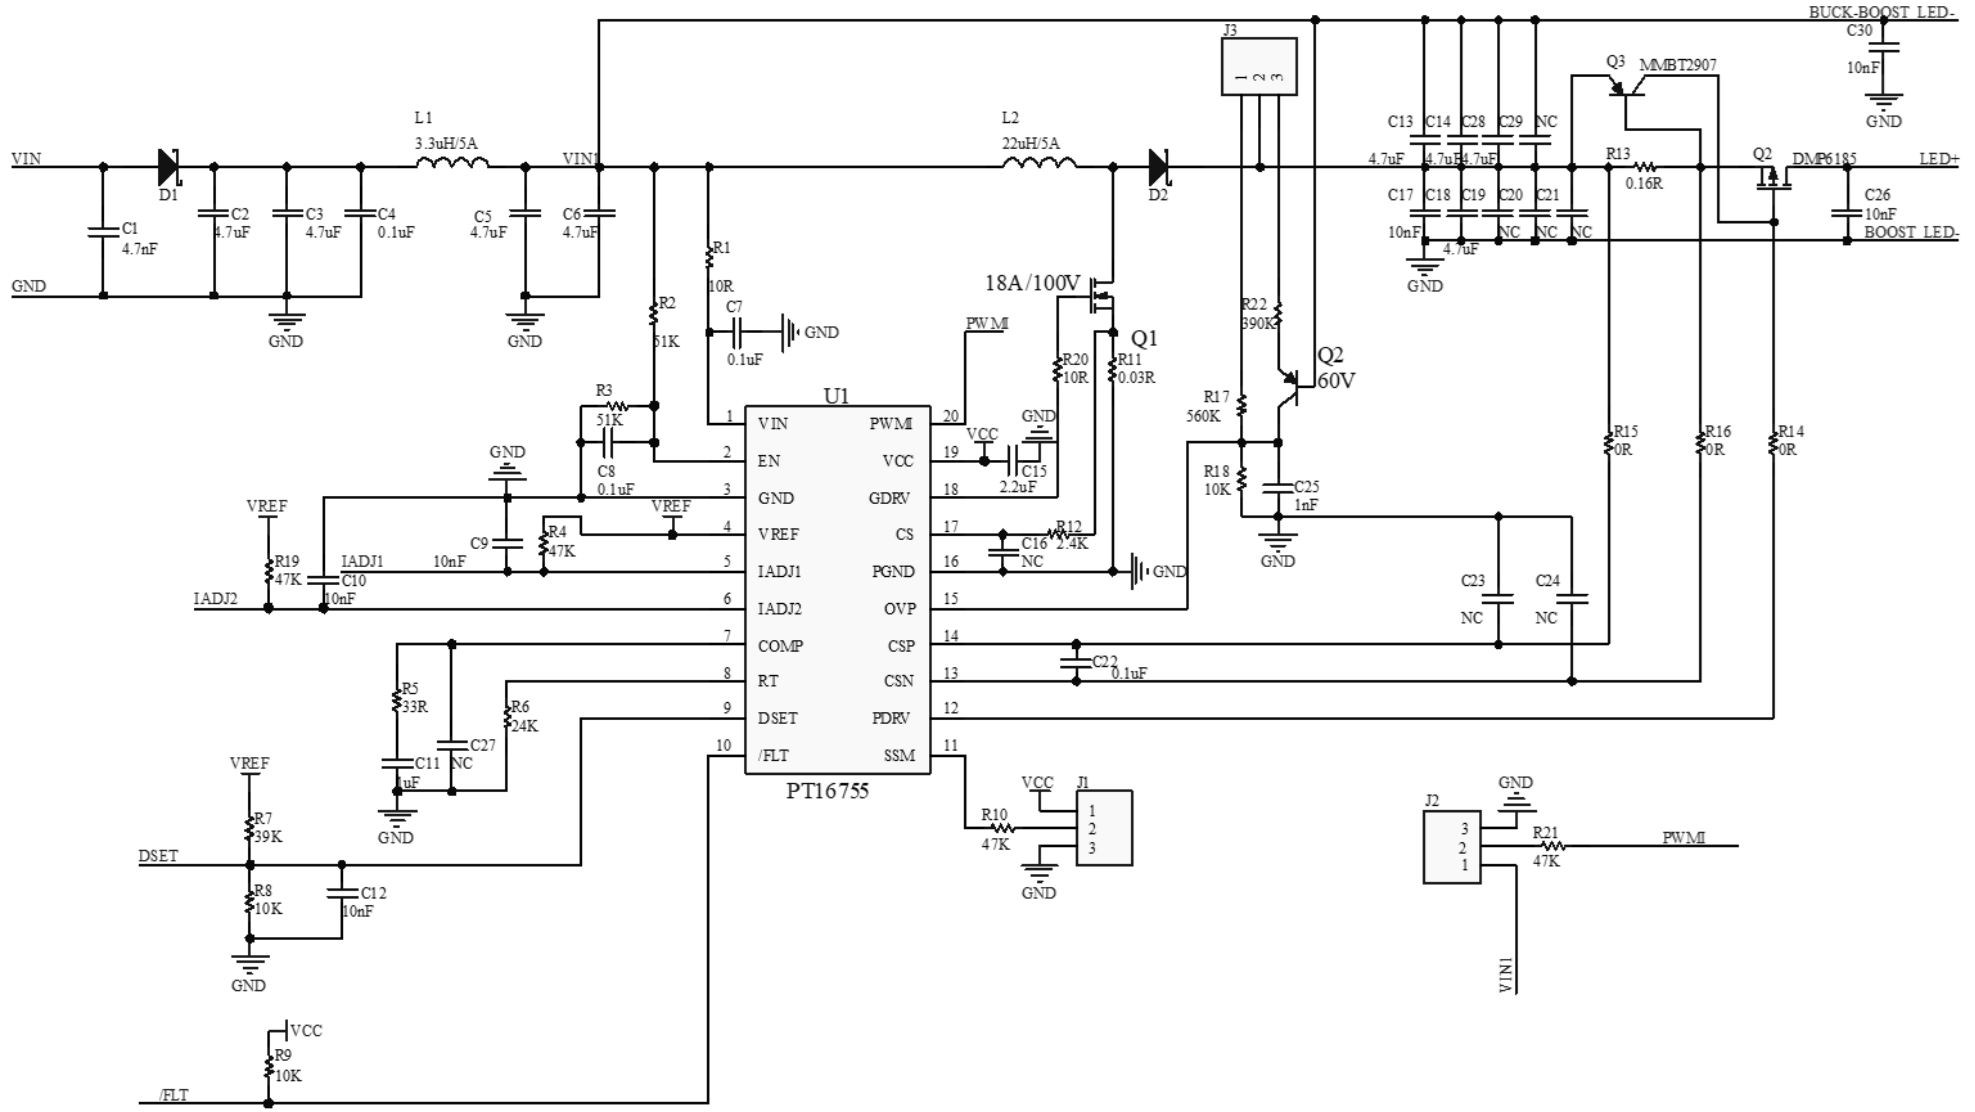 BUCK-BOOST LED-
C30
10nF
GND
J3
1 2 3
Q3 MMBT2907
L1
3.3uH/5A
L2
22uH/5A
C13 C14 C28 C29 NC
4.7uF 4.7uF 4.7uF
VIN
D1
VIN1
D2
R13
0.16R
Q2 DMP6185
LED+
C1
4.7nF
C2
4.7uF
C3
4.7uF
C4
0.1uF
C5
4.7uF
C6
4.7uF
C17 C18 C19 C20 C21
10nF 4.7uF NC NC NC
C26
10nF
BOOST LED-
GND
GND
GND
GND
R1
10R
R2
51K
C7
0.1uF
GND
18A/100V
Q1
PWMI
R20
10R
R11
0.03R
R22
390K
Q2
60V
R17
560K
R18
10K
C25
1nF
GND
R3
51K
C8
0.1uF
GND
U1
1 VIN PWMI 20
2 EN VCC 19
3 GND GDRV 18
4 VREF CS 17
5 IADJ1 PGND 16
6 IADJ2 OVP 15
7 COMP CSP 14
8 RT CSN 13
9 DSET PDRV 12
10 /FLT SSM 11
PT16755
GND
VCC
C15
2.2uF
R12
2.4K
C16
NC
GND
R15
0R
R16
0R
R14
0R
VREF
VREF
R19
47K
C10
10nF
IADJ1
C9
10nF
R4
47K
IADJ2
C23
NC
C24
NC
C22
0.1uF
R5
33R
C11
1uF
C27
NC
R6
24K
GND
VREF
R7
39K
DSET
R8
10K
C12
10nF
GND
VCC
J1
1
2
3
R10
47K
GND
J2
3
2
1
GND
R21
47K
PWMI
VIN1
VCC
R9
10K
/FLT